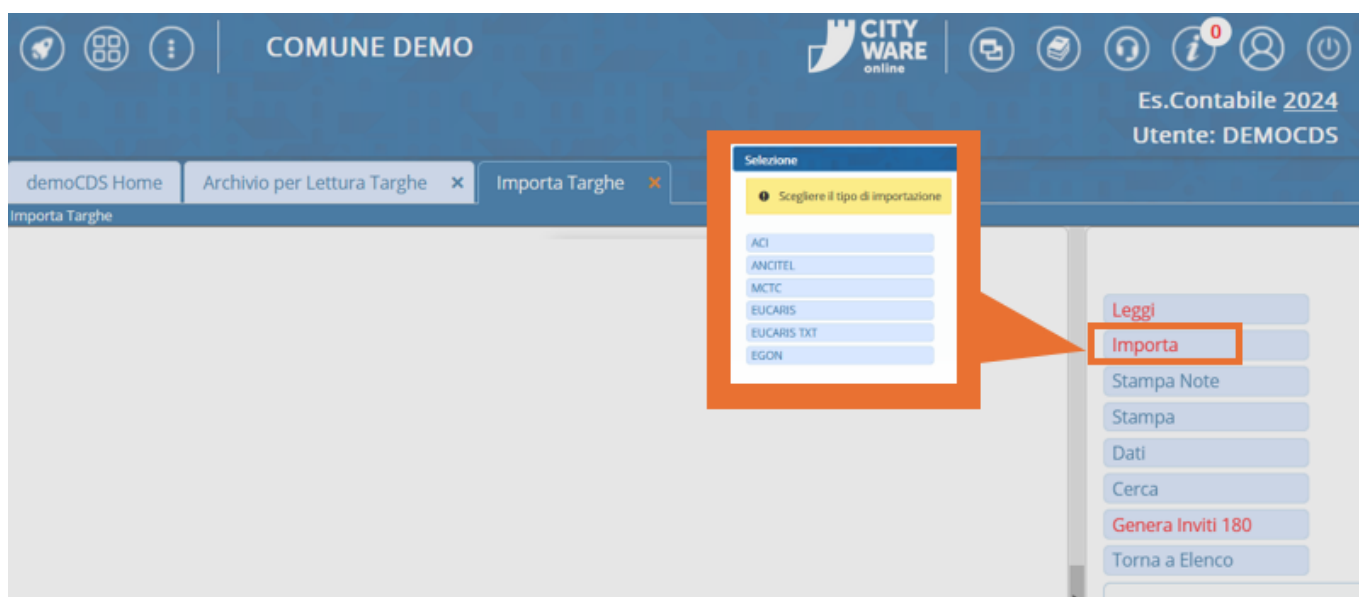 COMUNE DEMO
CITY
WARE
online
0
Es.Contabile 2024
Utente: DEMOCDS
demoCDS Home
Archivio per Lettura Targhe
Importa Targhe
Importa Targhe
Selezione
Scegliere il tipo di importazione
ACI
ANCITEL
MCTC
EUCARIS
EUCARIS TXT
EGON
Leggi
Importa
Stampa Note
Stampa
Dati
Cerca
Genera Inviti 180
Torna a Elenco